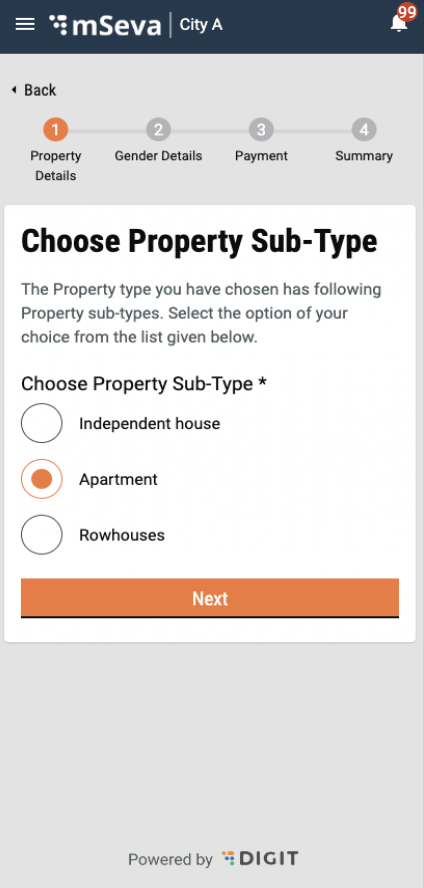 mSeva
City A
99
Back
1
2
3
4
Property
Details
Gender Details
Payment
Summary
Choose Property Sub-Type
The Property type you have chosen has following
Property sub-types. Select the option of your
choice from the list given below.
Choose Property Sub-Type *
Independent house
Apartment
Rowhouses
Next
Powered by DIGIT